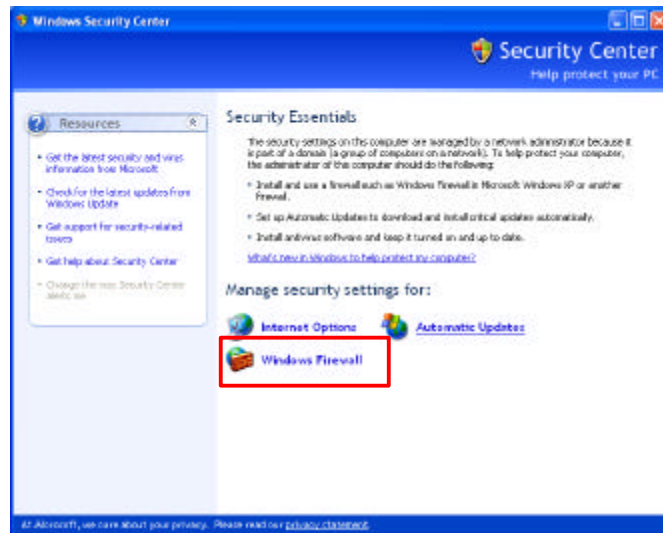 Windows Security Center
Security Center
Help protect your PC
Resources
Get the latest security and virus
information from Microsoft
Check for the latest updates from
Windows Update
Get support for security-related
issues
Get help about Security Center
Change the way Security Center
alerts me
Security Essentials
The security settings on this computer are managed by a network administrator because it
is part of a domain (a group of computers on a network). To help protect your computer,
the administrator of this computer should do the following:
Install and use a firewall such as Windows Firewall in Microsoft Windows XP or another
firewall.
Set up Automatic Updates to download and install critical updates automatically.
Install antivirus software and keep it turned on and up to date.
What's new in Windows to help protect my computer?
Manage security settings for:
Internet Options
Automatic Updates
Windows Firewall
At Microsoft, we care about your privacy. Please read our privacy statement.